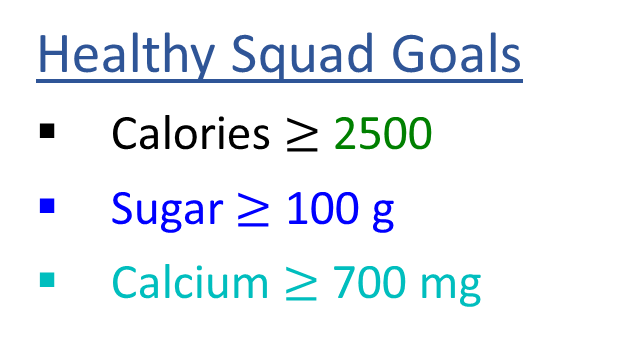 Healthy Squad Goals
▪ Calories ≥ 2500
▪ Sugar ≥ 100 g
▪ Calcium ≥ 700 mg